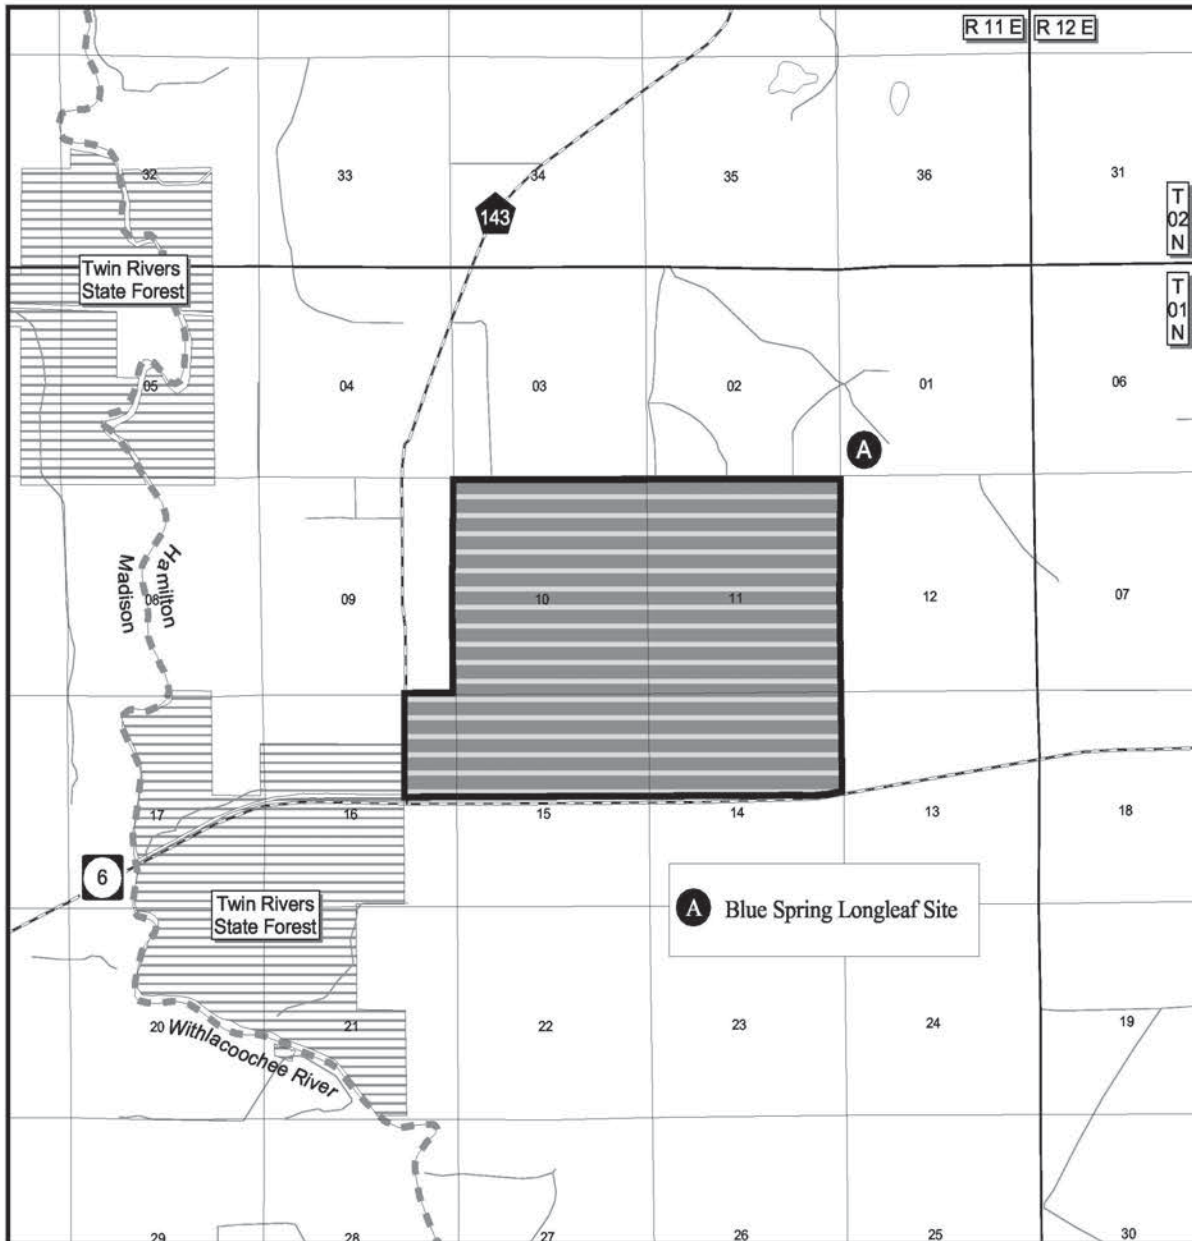 R 11 E
R 12 E
32
33
34
35
36
31
143
T
02
N
Twin Rivers
State Forest
T
01
N
05
04
03
02
01
06
A
Hamilton
Madison
08
09
10
11
12
07
17
16
15
14
13
18
6
Twin Rivers
State Forest
A Blue Spring Longleaf Site
20
Withlacoochee River
21
22
23
24
19
29
28
27
26
25
30